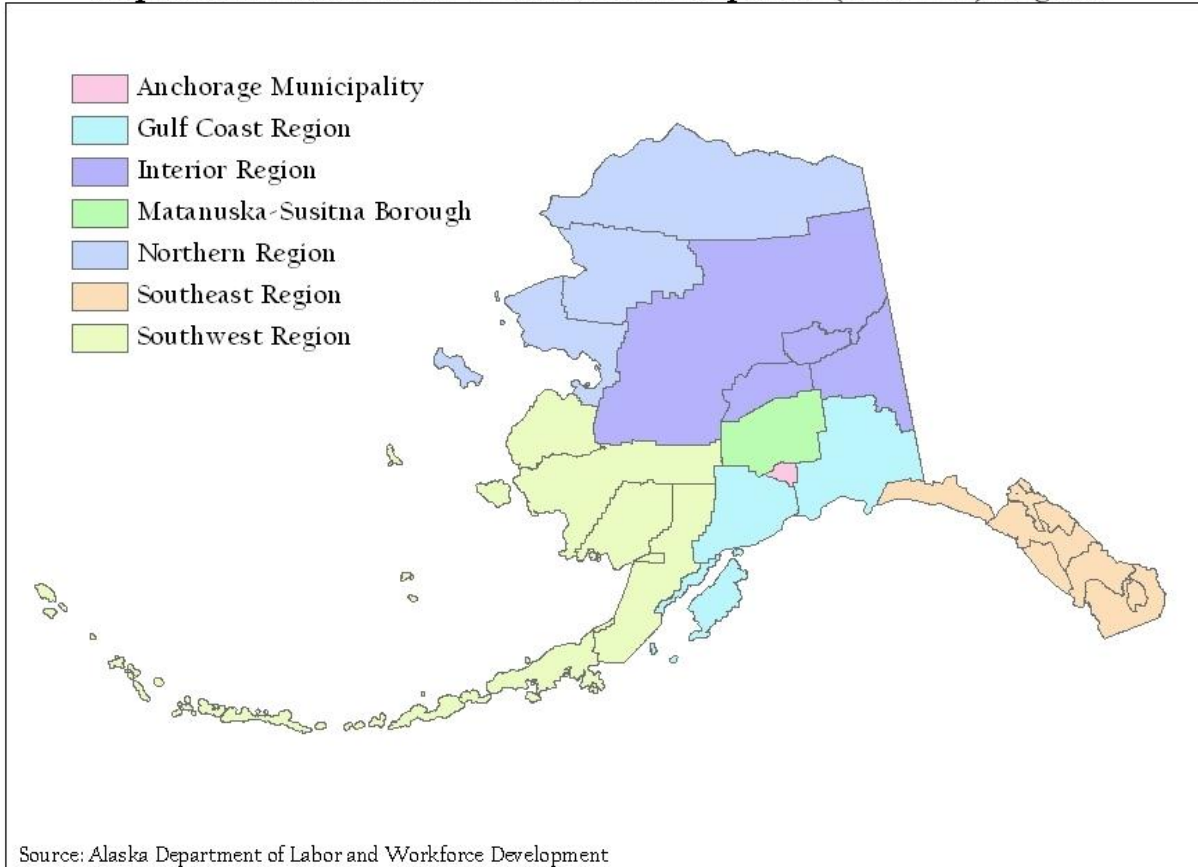 Anchorage Municipality
Gulf Coast Region
Interior Region
Matanuska-Susitna Borough
Northern Region
Southeast Region
Southwest Region
Source: Alaska Department of Labor and Workforce Development